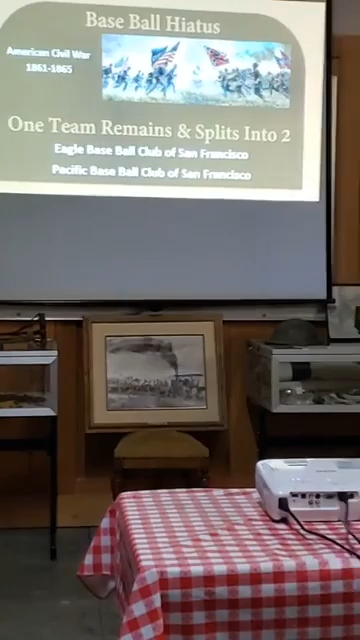 Base Ball Hiatus
American Civil War
1861-1865
One Team Remains & Splits Into 2
Eagle Base Ball Club of San Francisco
Pacific Base Ball Club of San Francisco